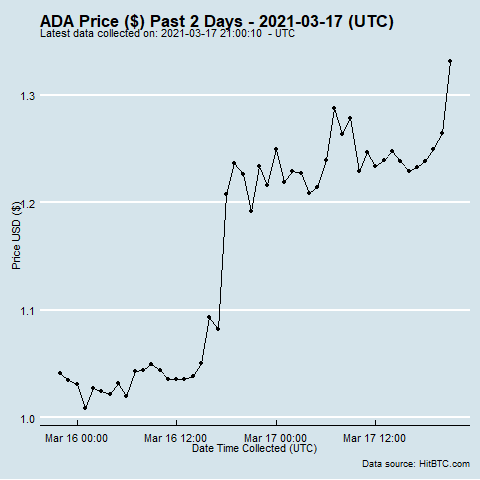 ADA Price ($) Past 2 Days - 2021-03-17 (UTC)
Latest data collected on: 2021-03-17 21:00:10  - UTC
Price USD ($)
1.3
1.2
1.1
1.0
Mar 16 00:00 Mar 16 12:00 Mar 17 00:00 Mar 17 12:00
Date Time Collected (UTC)
Data source: HitBTC.com